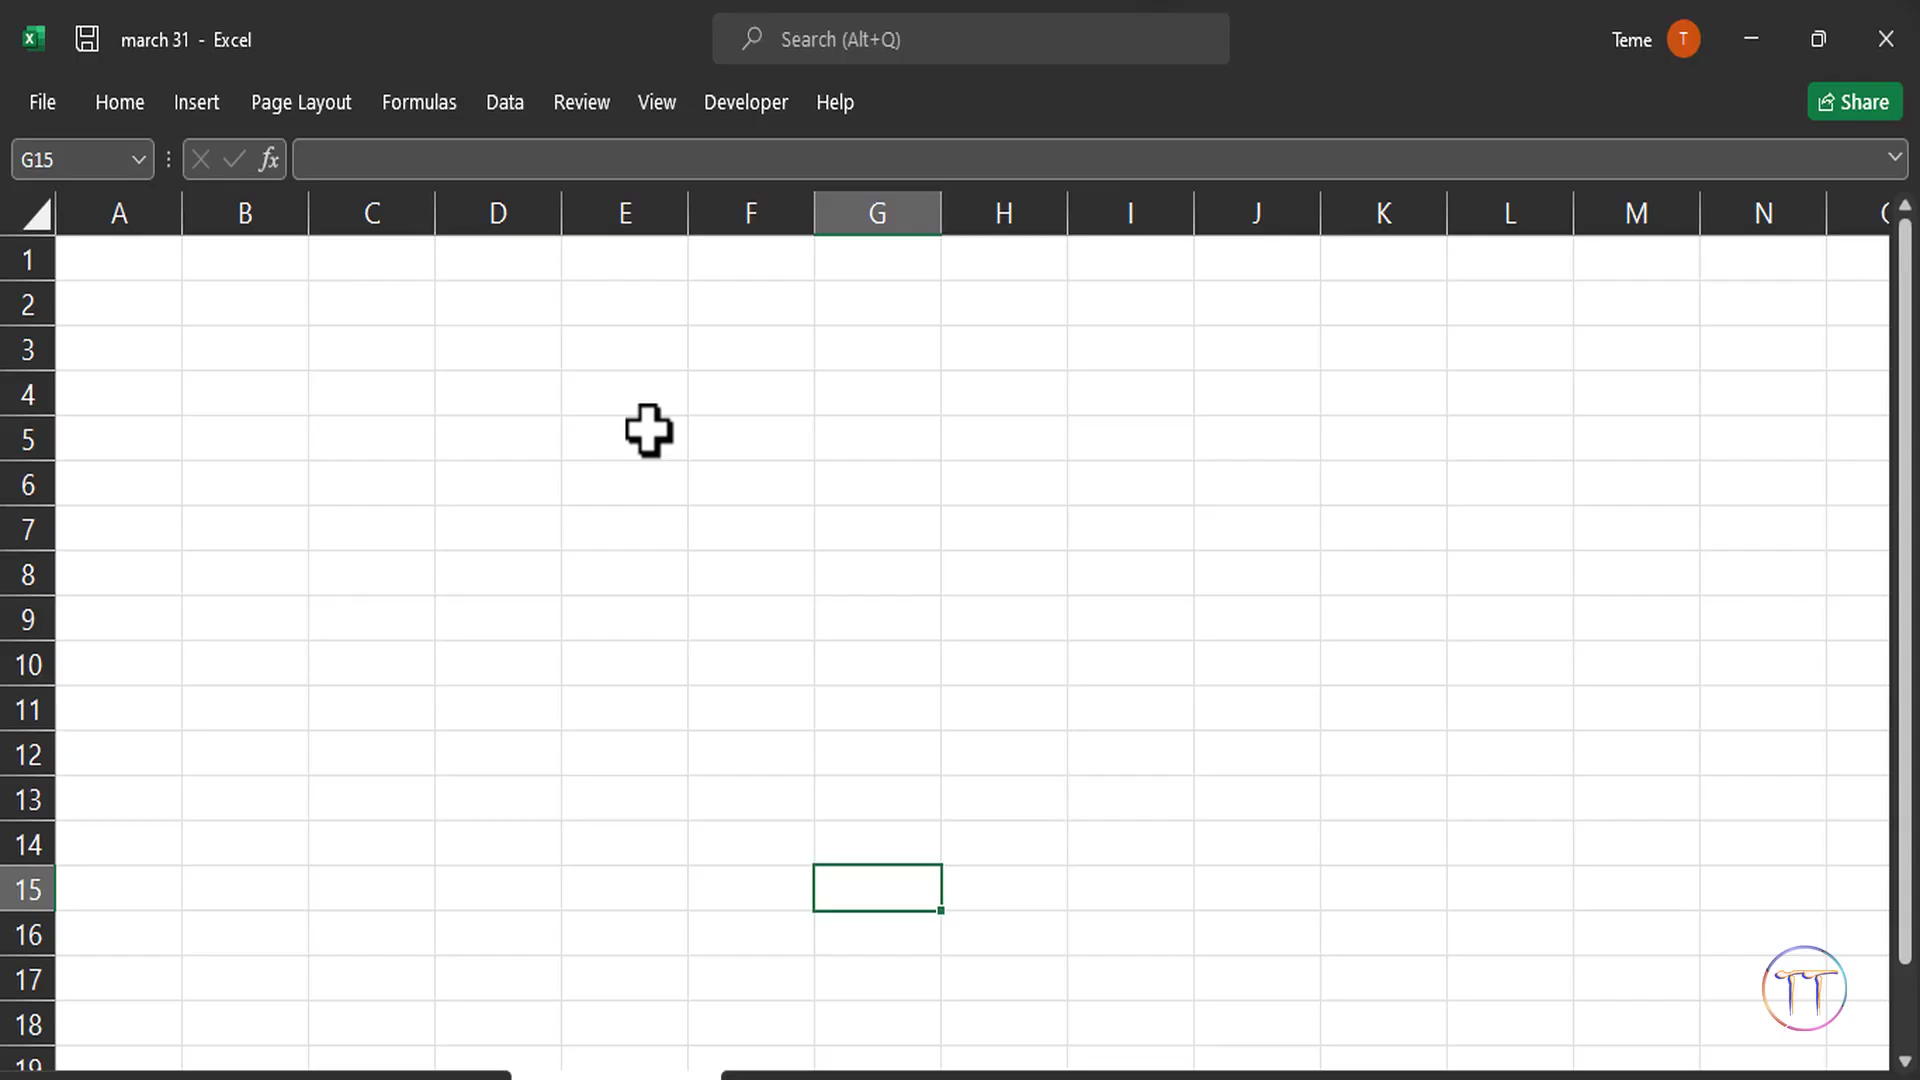 march 31 - Excel
Search (Alt+Q)
Teme T
File Home Insert Page Layout Formulas Data Review View Developer Help Share
G15 fx
A B C D E F G H I J K L M N
1
2
3
4
5
6
7
8
9
10
11
12
13
14
15
16
17
18
19
TT